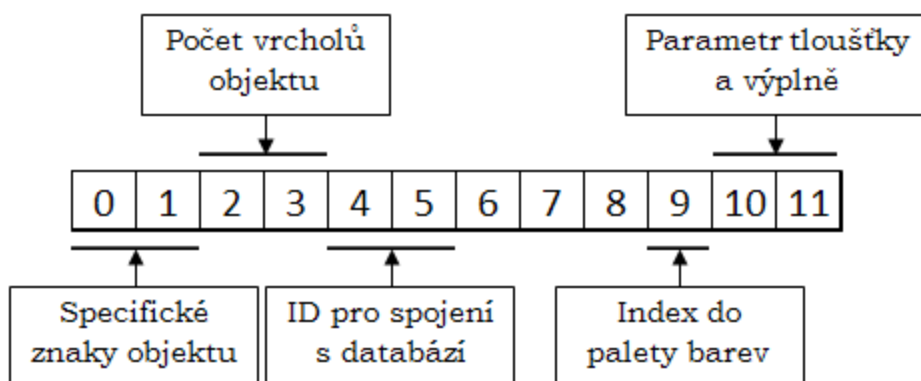 Počet vrcholů
objektu
Parametr tloušťky
a výplně
0 1 2 3 4 5 6 7 8 9 10 11
Specifické
znaky objektu
ID pro spojení
s databází
Index do
palety barev